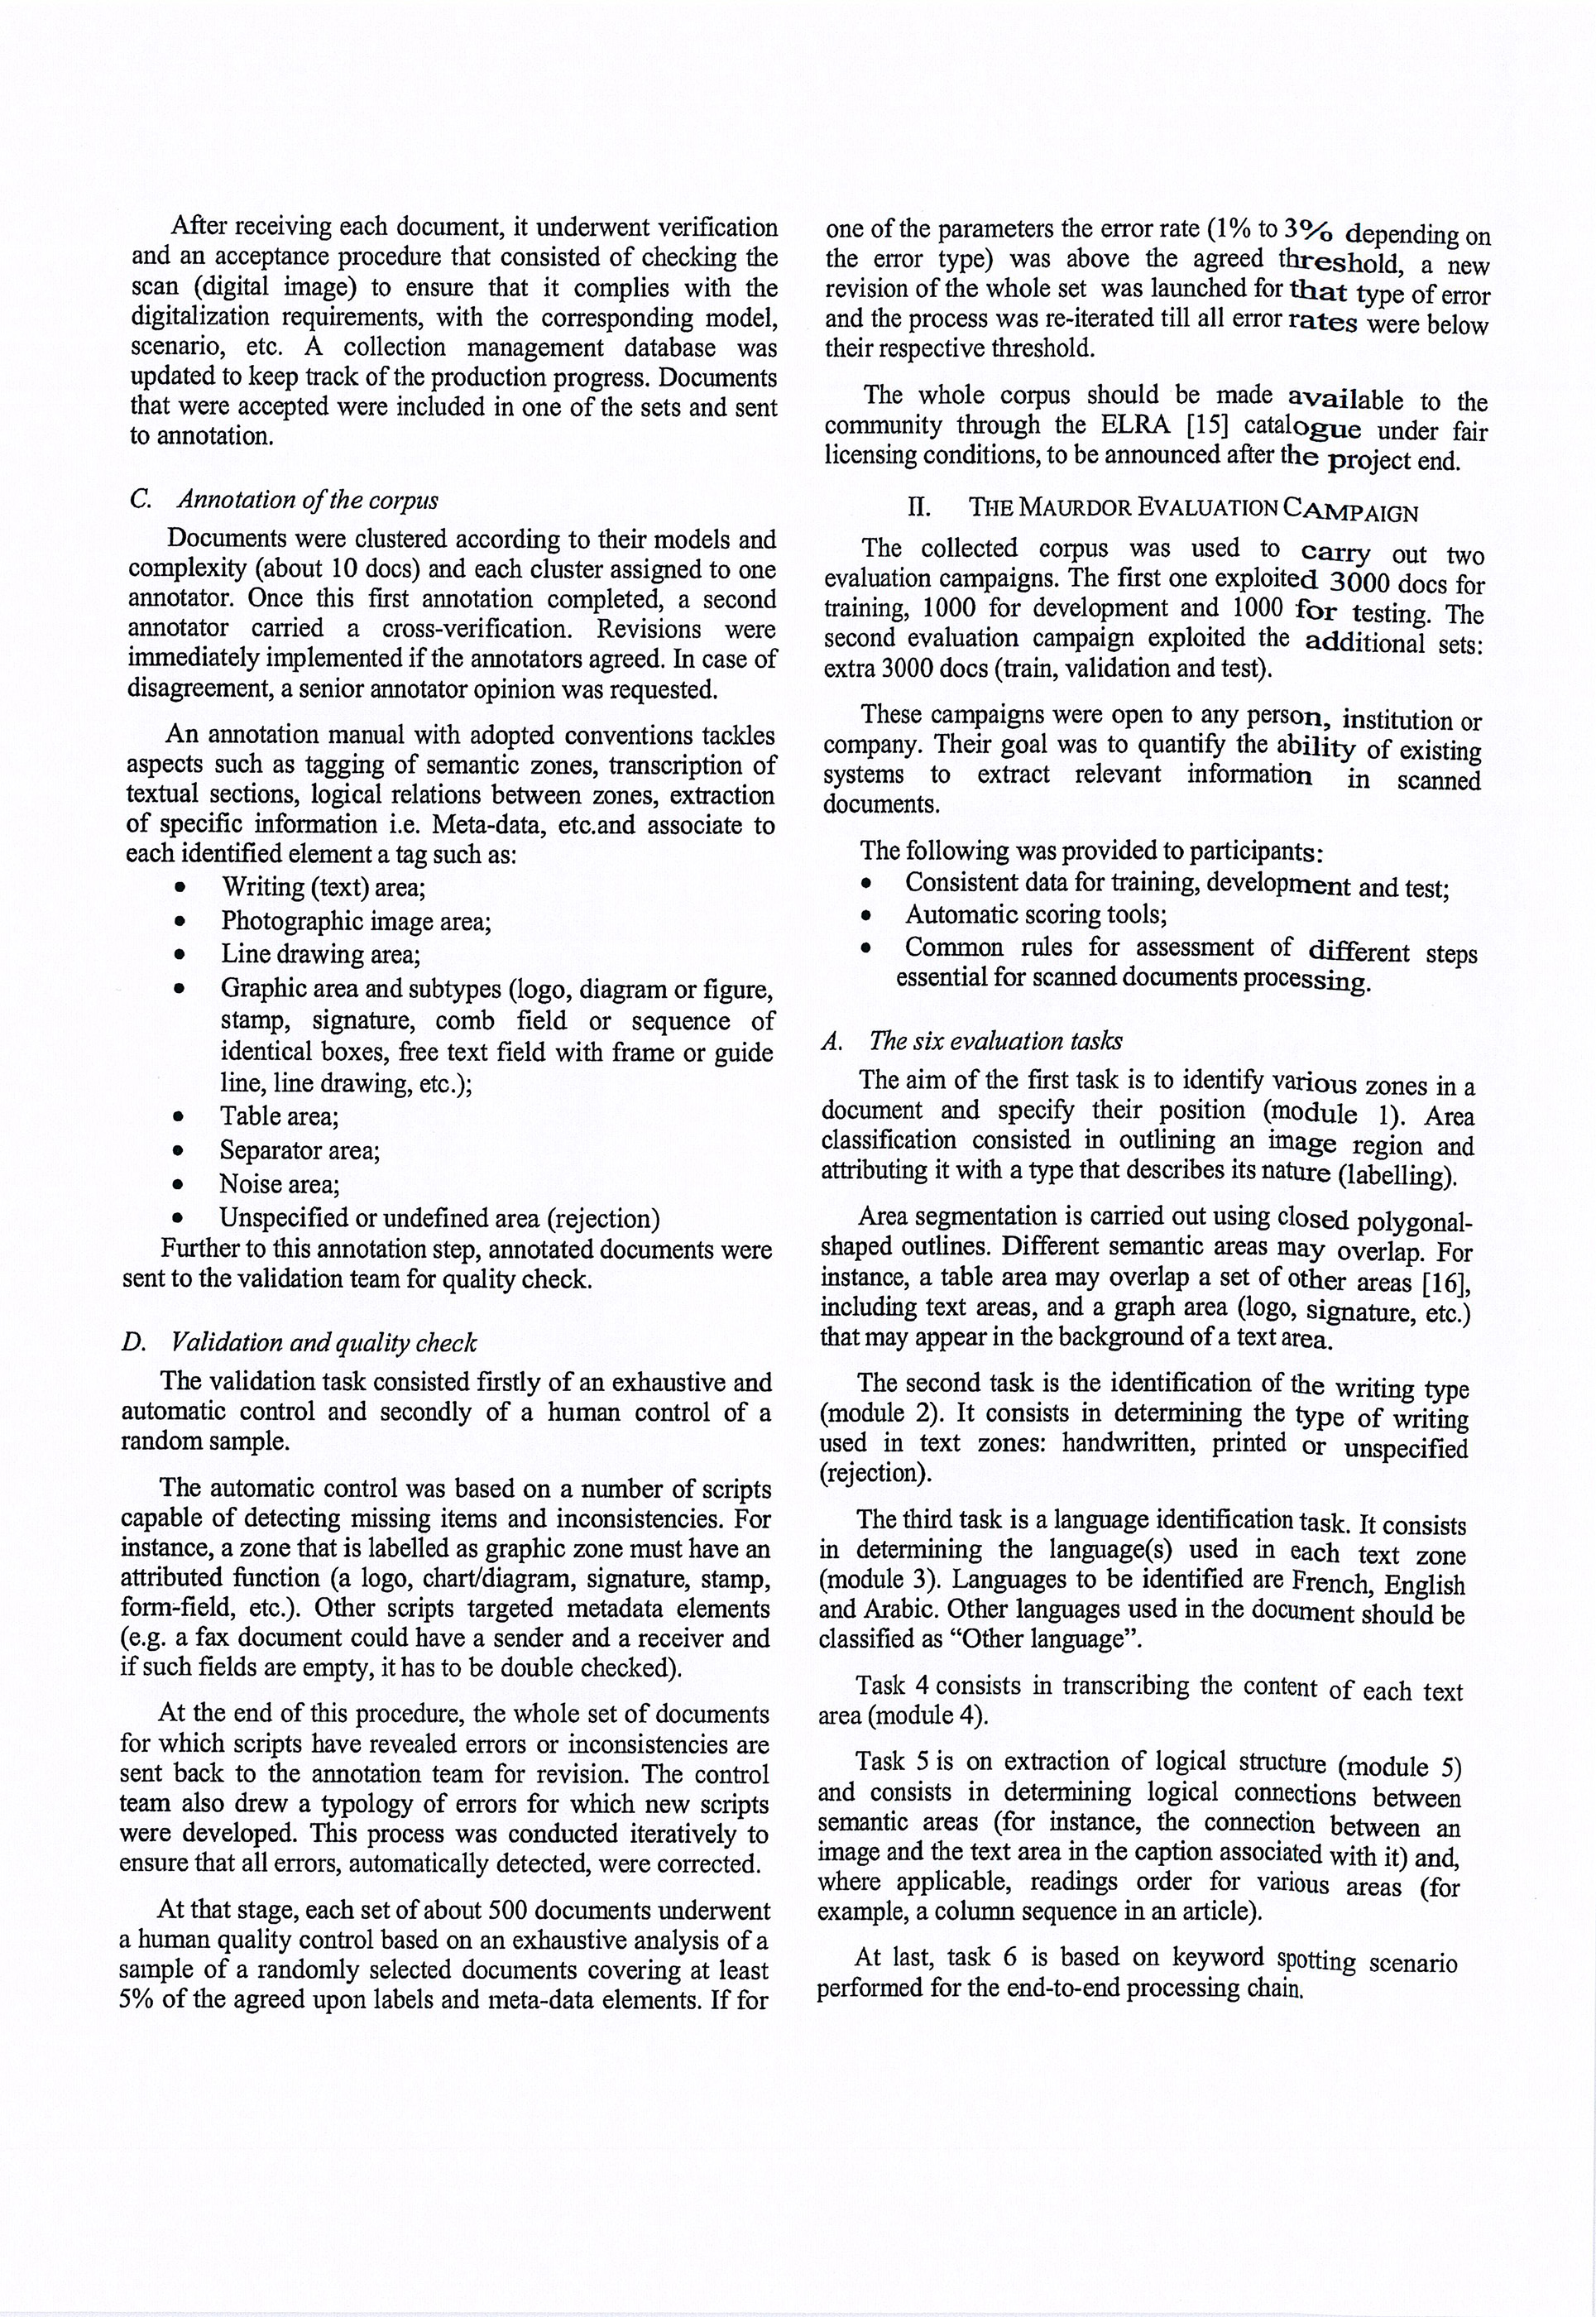 After receiving each document, it underwent verification
and an acceptance procedure that consisted of checking the
scan (digital image) to ensure that it complies with the
digitalization requirements, with the corresponding model,
scenario, etc. A collection management database was
updated to keep track of the production progress. Documents
that were accepted were included in one of the sets and sent
to annotation.
C. Annotation of the corpus
Documents were clustered according to their models and
complexity (about 10 docs) and each cluster assigned to one
annotator. Once this first annotation completed, a second
annotator carried a cross-verification. Revisions were
immediately implemented if the annotators agreed. In case of
disagreement, a senior annotator opinion was requested.
An annotation manual with adopted conventions tackles
aspects such as tagging of semantic zones, transcription of
textual sections, logical relations between zones, extraction
of specific information i.e. Meta-data, etc.and associate to
each identified element a tag such as:
• Writing (text) area;
• Photographic image area;
• Line drawing area;
• Graphic area and subtypes (logo, diagram or figure,
stamp, signature, comb field or sequence of
identical boxes, free text field with frame or guide
line, line drawing, etc.);
• Table area;
• Separator area;
• Noise area;
• Unspecified or undefined area (rejection)
Further to this annotation step, annotated documents were
sent to the validation team for quality check.
D. Validation and quality check
The validation task consisted firstly of an exhaustive and
automatic control and secondly of a human control of a
random sample.
The automatic control was based on a number of scripts
capable of detecting missing items and inconsistencies. For
instance, a zone that is labelled as graphic zone must have an
attributed function (a logo, chart/diagram, signature, stamp,
form-field, etc.). Other scripts targeted metadata elements
(e.g. a fax document could have a sender and a receiver and
if such fields are empty, it has to be double checked).
At the end of this procedure, the whole set of documents
for which scripts have revealed errors or inconsistencies are
sent back to the annotation team for revision. The control
team also drew a typology of errors for which new scripts
were developed. This process was conducted iteratively to
ensure that all errors, automatically detected, were corrected.
At that stage, each set of about 500 documents underwent
a human quality control based on an exhaustive analysis of a
sample of a randomly selected documents covering at least
5% of the agreed upon labels and meta-data elements. If for
one of the parameters the error rate (1% to 3% depending on
the error type) was above the agreed threshold, a new
revision of the whole set was launched for that type of error
and the process was re-iterated till all error rates were below
their respective threshold.
The whole corpus should be made available to the
community through the ELRA [15] catalogue under fair
licensing conditions, to be announced after the project end.
II. THE MAURDOR EVALUATION CAMPAIGN
The collected corpus was used to carry out two
evaluation campaigns. The first one exploited 3000 docs for
training, 1000 for development and 1000 for testing. The
second evaluation campaign exploited the additional sets:
extra 3000 docs (train, validation and test).
These campaigns were open to any person, institution or
company. Their goal was to quantify the ability of existing
systems to extract relevant information in scanned
documents.
The following was provided to participants:
• Consistent data for training, development and test;
• Automatic scoring tools;
• Common rules for assessment of different steps
essential for scanned documents processing.
A. The six evaluation tasks
The aim of the first task is to identify various zones in a
document and specify their position (module 1). Area
classification consisted in outlining an image region and
attributing it with a type that describes its nature (labelling).
Area segmentation is carried out using closed polygonal-
shaped outlines. Different semantic areas may overlap. For
instance, a table area may overlap a set of other areas [16],
including text areas, and a graph area (logo, signature, etc.)
that may appear in the background of a text area.
The second task is the identification of the writing type
(module 2). It consists in determining the type of writing
used in text zones: handwritten, printed or unspecified
(rejection).
The third task is a language identification task. It consists
in determining the language(s) used in each text zone
(module 3). Languages to be identified are French, English
and Arabic. Other languages used in the document should be
classified as “Other language”.
Task 4 consists in transcribing the content of each text
area (module 4).
Task 5 is on extraction of logical structure (module 5)
and consists in determining logical connections between
semantic areas (for instance, the connection between an
image and the text area in the caption associated with it) and,
where applicable, readings order for various areas (for
example, a column sequence in an article).
At last, task 6 is based on keyword spotting scenario
performed for the end-to-end processing chain.